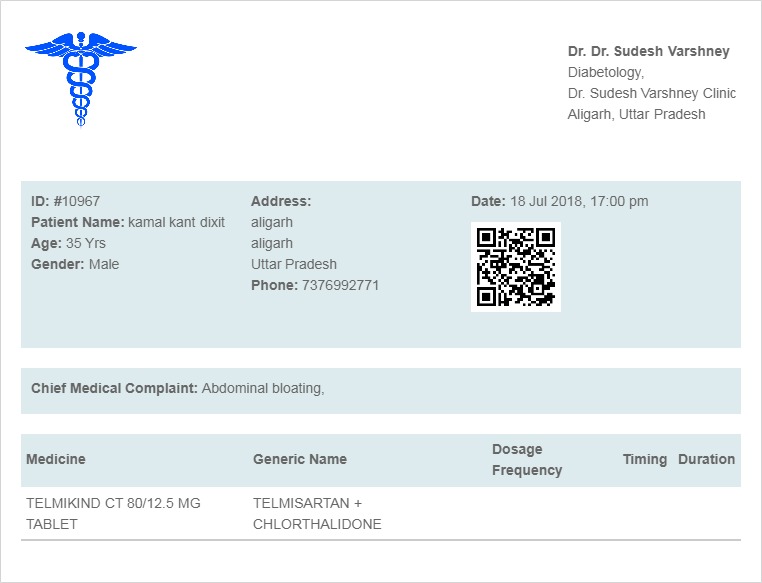 Dr. Dr. Sudesh Varshney
Diabetology,
Dr. Sudesh Varshney Clinic
Aligarh, Uttar Pradesh
ID: #10967
Patient Name: kamal kant dixit
Age: 35 Yrs
Gender: Male
Address:
aligarh
aligarh
Uttar Pradesh
Phone: 7376992771
Date: 18 Jul 2018, 17:00 pm
Chief Medical Complaint: Abdominal bloating,
Medicine Generic Name Dosage Frequency Timing Duration
TELMIKIND CT 80/12.5 MG TABLET TELMISARTAN + CHLORTHALIDONE